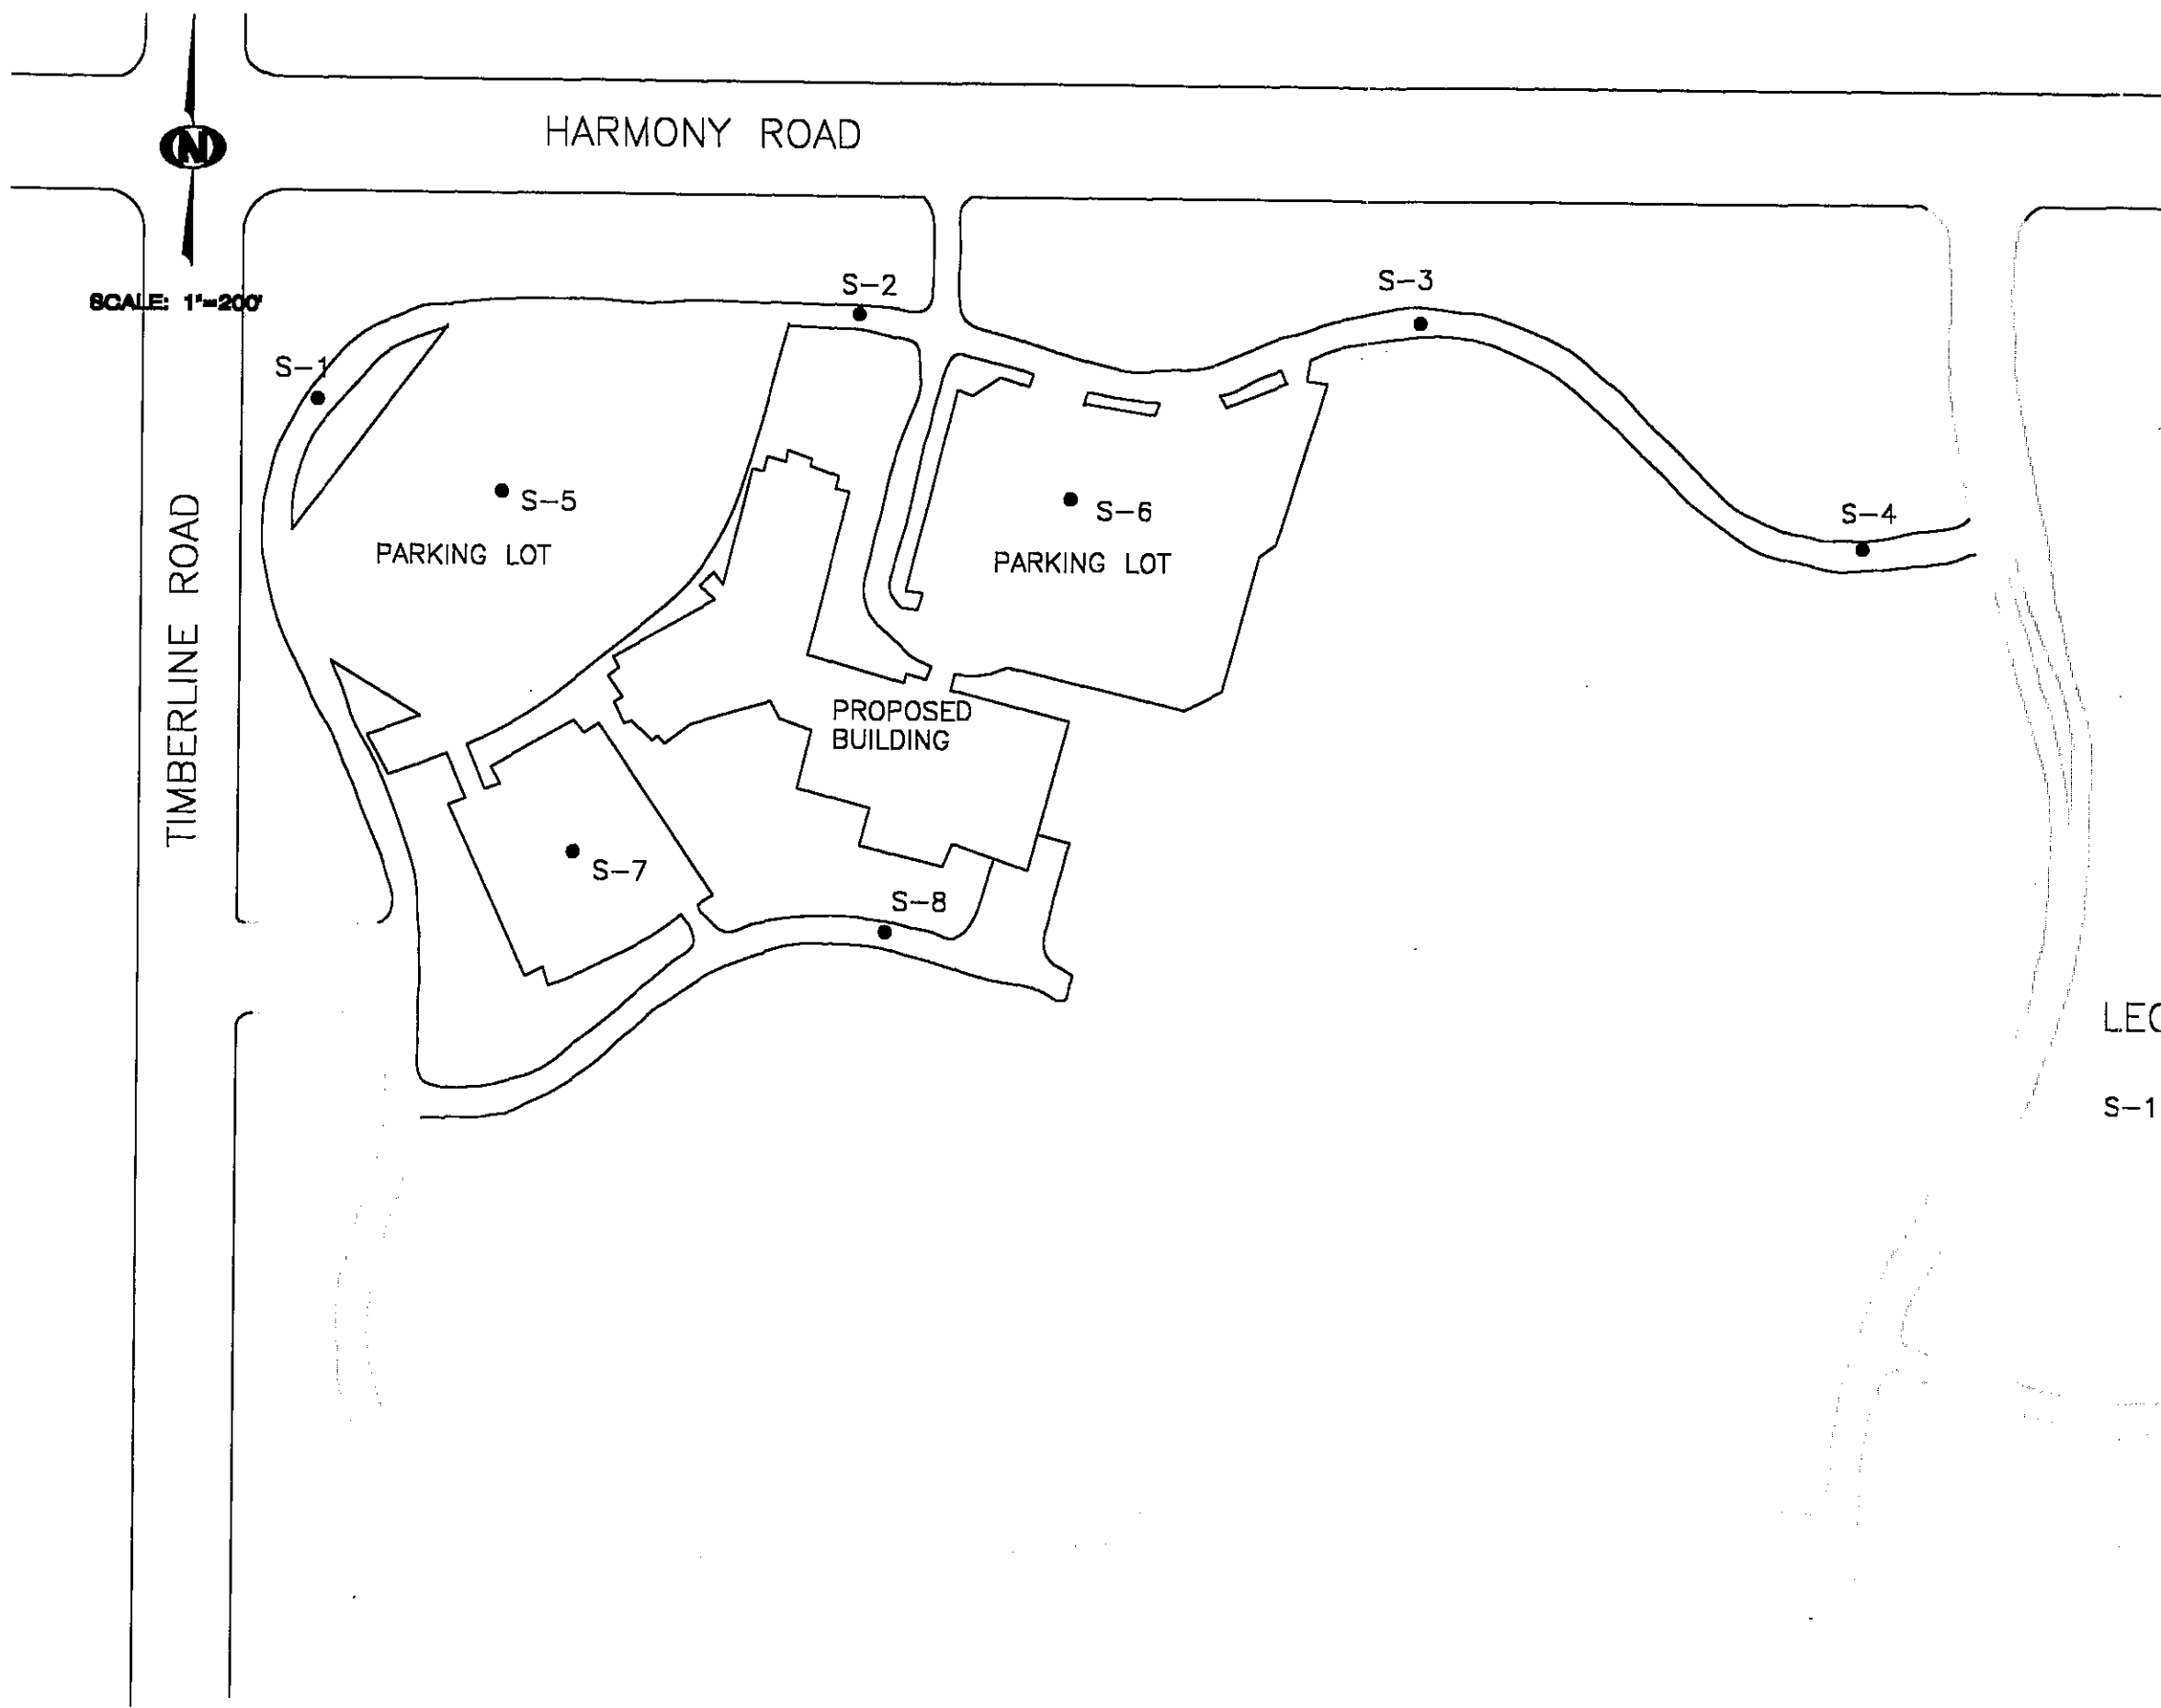 HARMONY ROAD
N
SCALE: 1"=200'
S-1
S-2
S-3
S-4
S-5
PARKING LOT
S-6
PARKING LOT
TIMBERLINE ROAD
PROPOSED
BUILDING
S-7
S-8
S-1